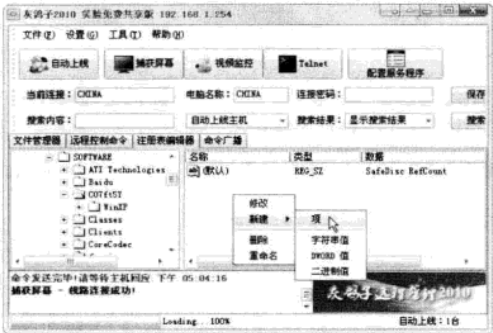 灰鸽子2010 实验免费共享版 192.168.1.254
文件(F) 设置(G) 工具(T) 帮助(H)
自动上线 捕获屏幕 视频监控 Telnet 配置服务程序
当前连接: CHINA 电脑名称: CHINA 连接密码: 保存
搜索内容: 自动上线主机 搜索结果: 显示搜索结果 搜索
文件管理器 远程控制命令 注册表编辑器 命令广播
SOFTWARE
ATI Technologies
Baidu
C07ft5Y
WinXP
Classes
Clients
CoreCodec
名称 类型 数据
ab (默认) REG_SZ SafeDisc RefCount
修改
新建
删除
重命名
项
字符串值
DWORD 值
二进制值
命令发送完毕!请等待主机回应 下午 05:04:16
捕获屏幕 - 线路连接成功!
Loading...100% 自动上线:1台